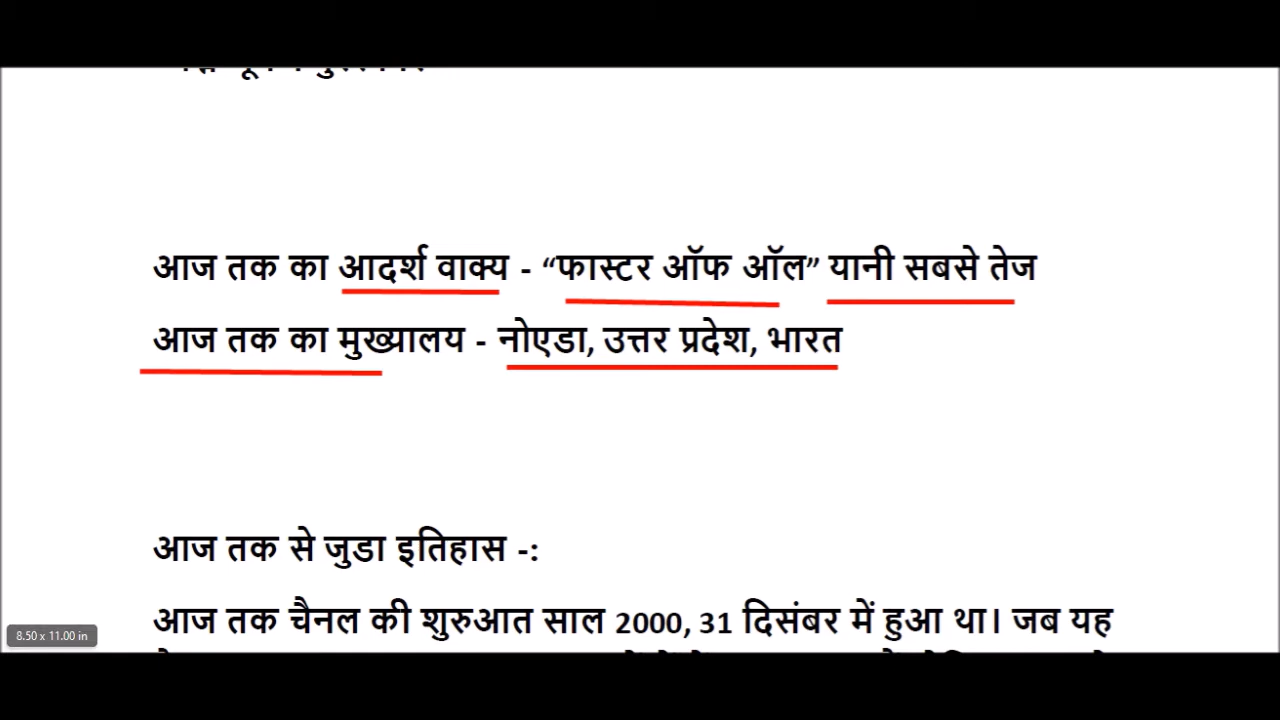 आज तक का आदर्श वाक्य - “फास्टर ऑफ ऑल” यानी सबसे तेज
आज तक का मुख्यालय - नोएडा, उत्तर प्रदेश, भारत
आज तक से जुडा इतिहास -:
आज तक चैनल की शुरुआत साल 2000, 31 दिसंबर में हुआ था। जब यह
8.50 x 11.00 in